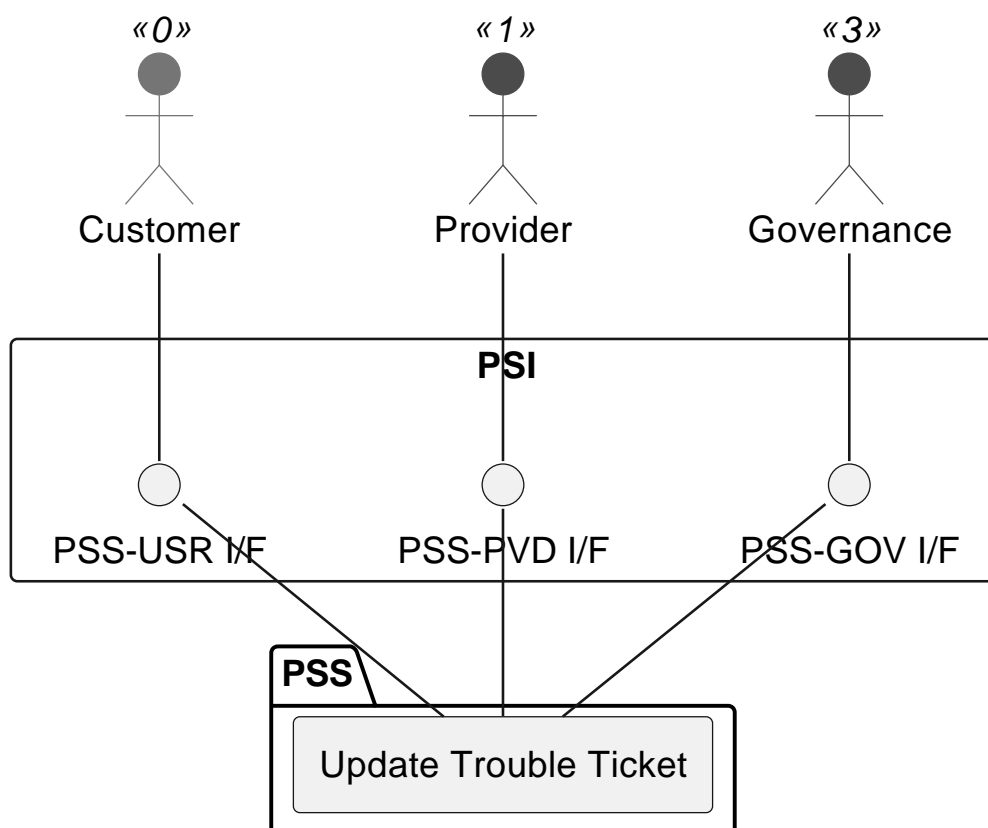 «0» «1» «3»
Customer Provider Governance
PSI
PSS-USR I/F PSS-PVD I/F PSS-GOV I/F
PSS
Update Trouble Ticket